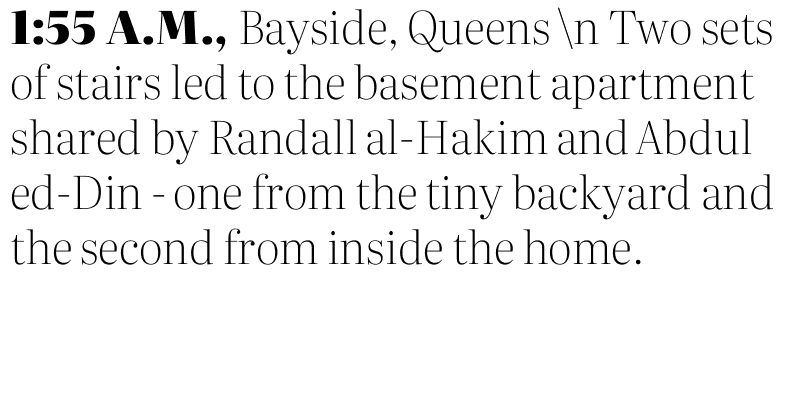 1:55 A.M., Bayside, Queens \n Two sets
of stairs led to the basement apartment
shared by Randall al-Hakim and Abdul
ed-Din - one from the tiny backyard and
the second from inside the home.